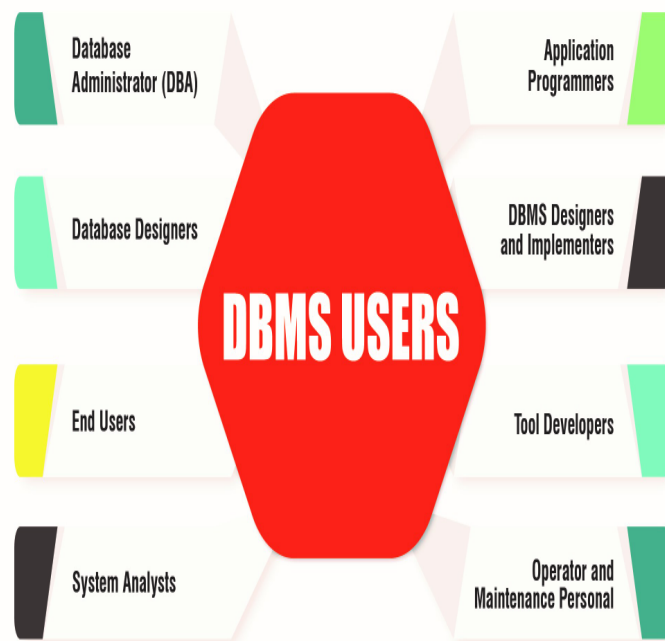 Database
Administrator (DBA)
Database Designers
End Users
System Analysts
DBMS USERS
Application
Programmers
DBMS Designers
and Implementers
Tool Developers
Operator and
Maintenance Personal